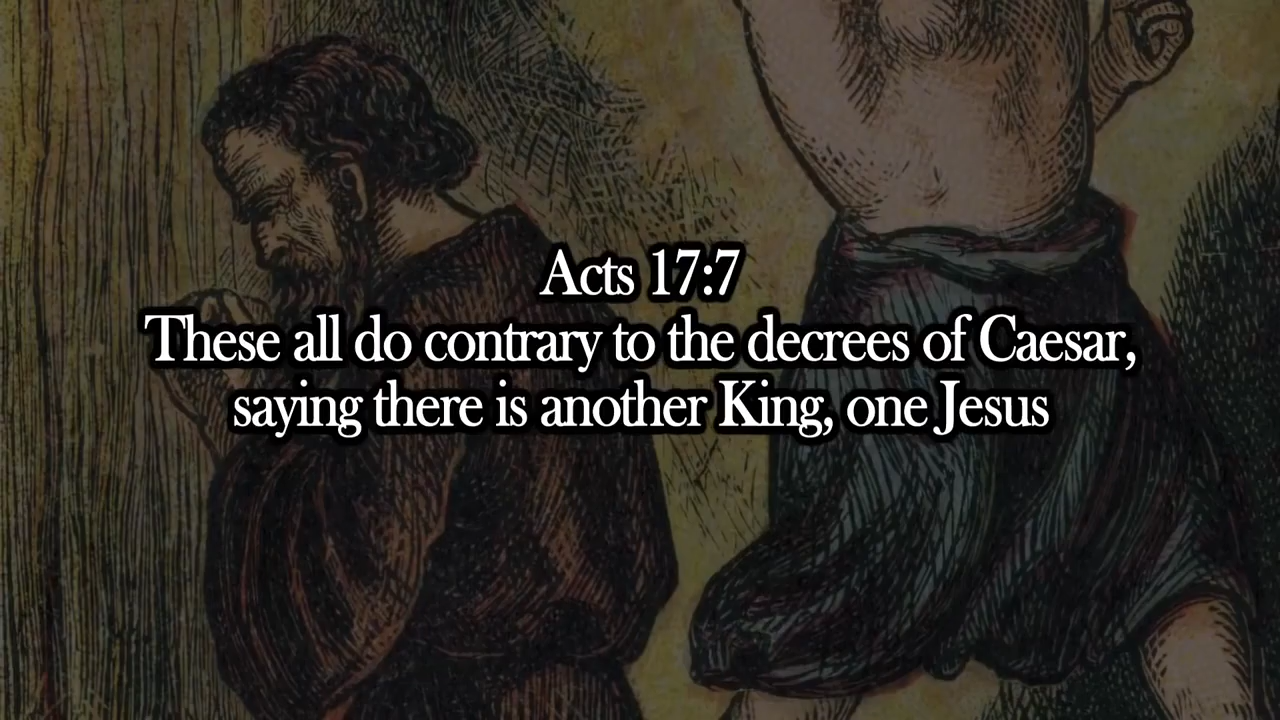 Acts 17:7
These all do contrary to the decrees of Caesar,
saying there is another King, one Jesus